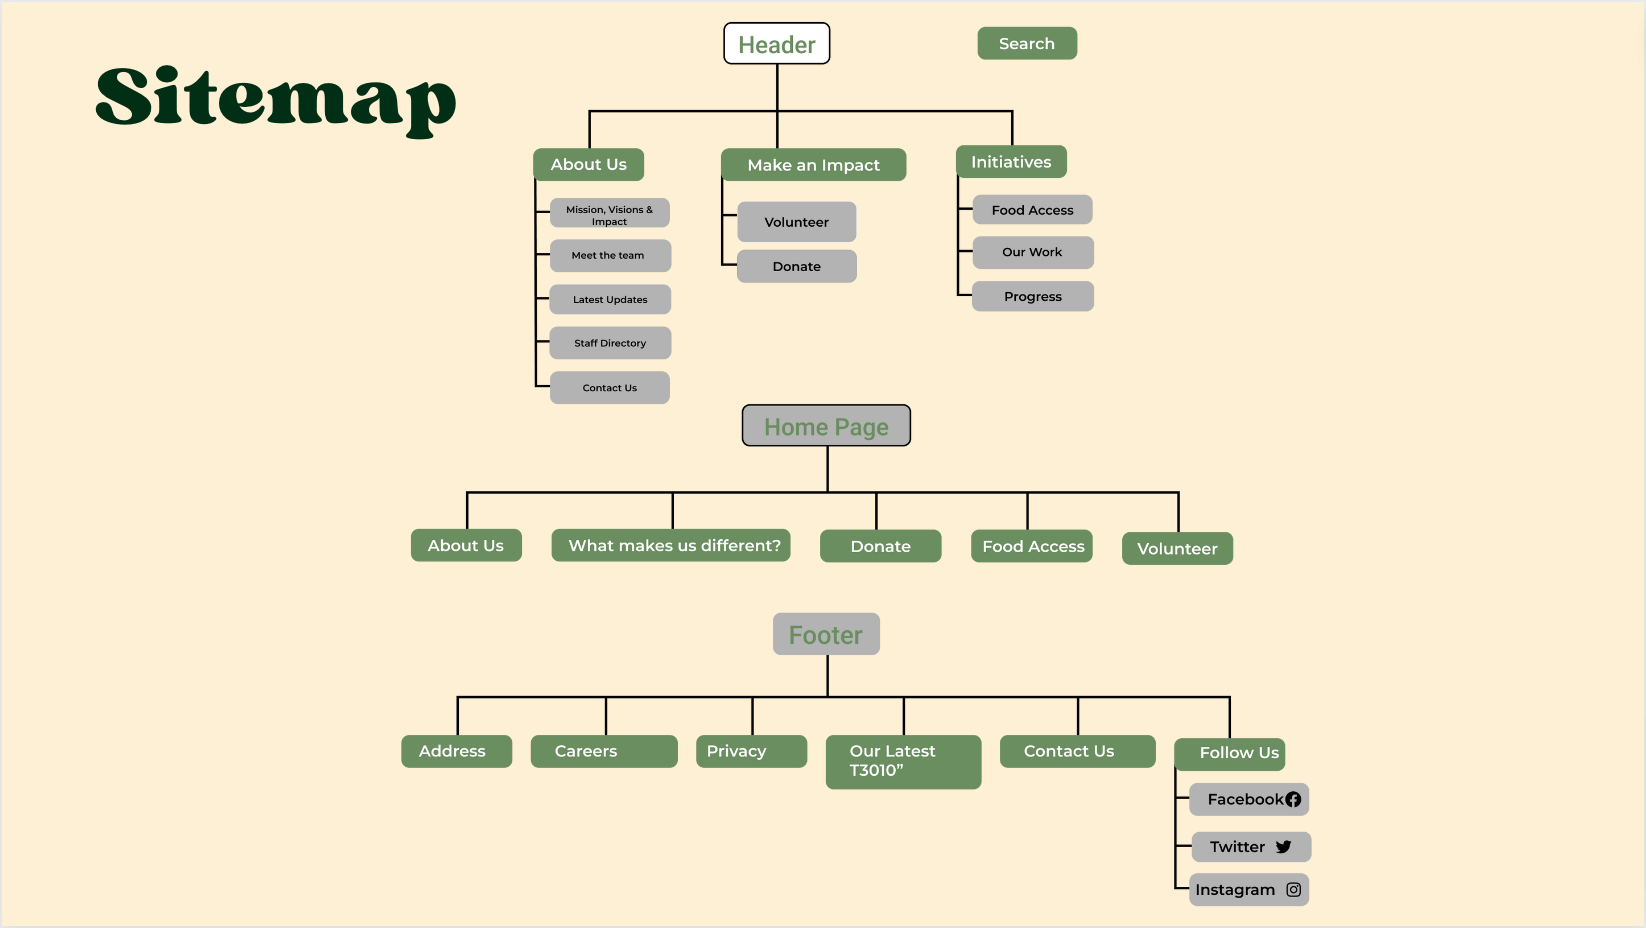 Sitemap
Header
Search
About Us
Mission, Visions &
Impact
Meet the team
Latest Updates
Staff Directory
Contact Us
Make an Impact
Volunteer
Donate
Initiatives
Food Access
Our Work
Progress
Home Page
About Us
What makes us different?
Donate
Food Access
Volunteer
Footer
Address
Careers
Privacy
Our Latest
T3010”
Contact Us
Follow Us
Facebook
Twitter
Instagram